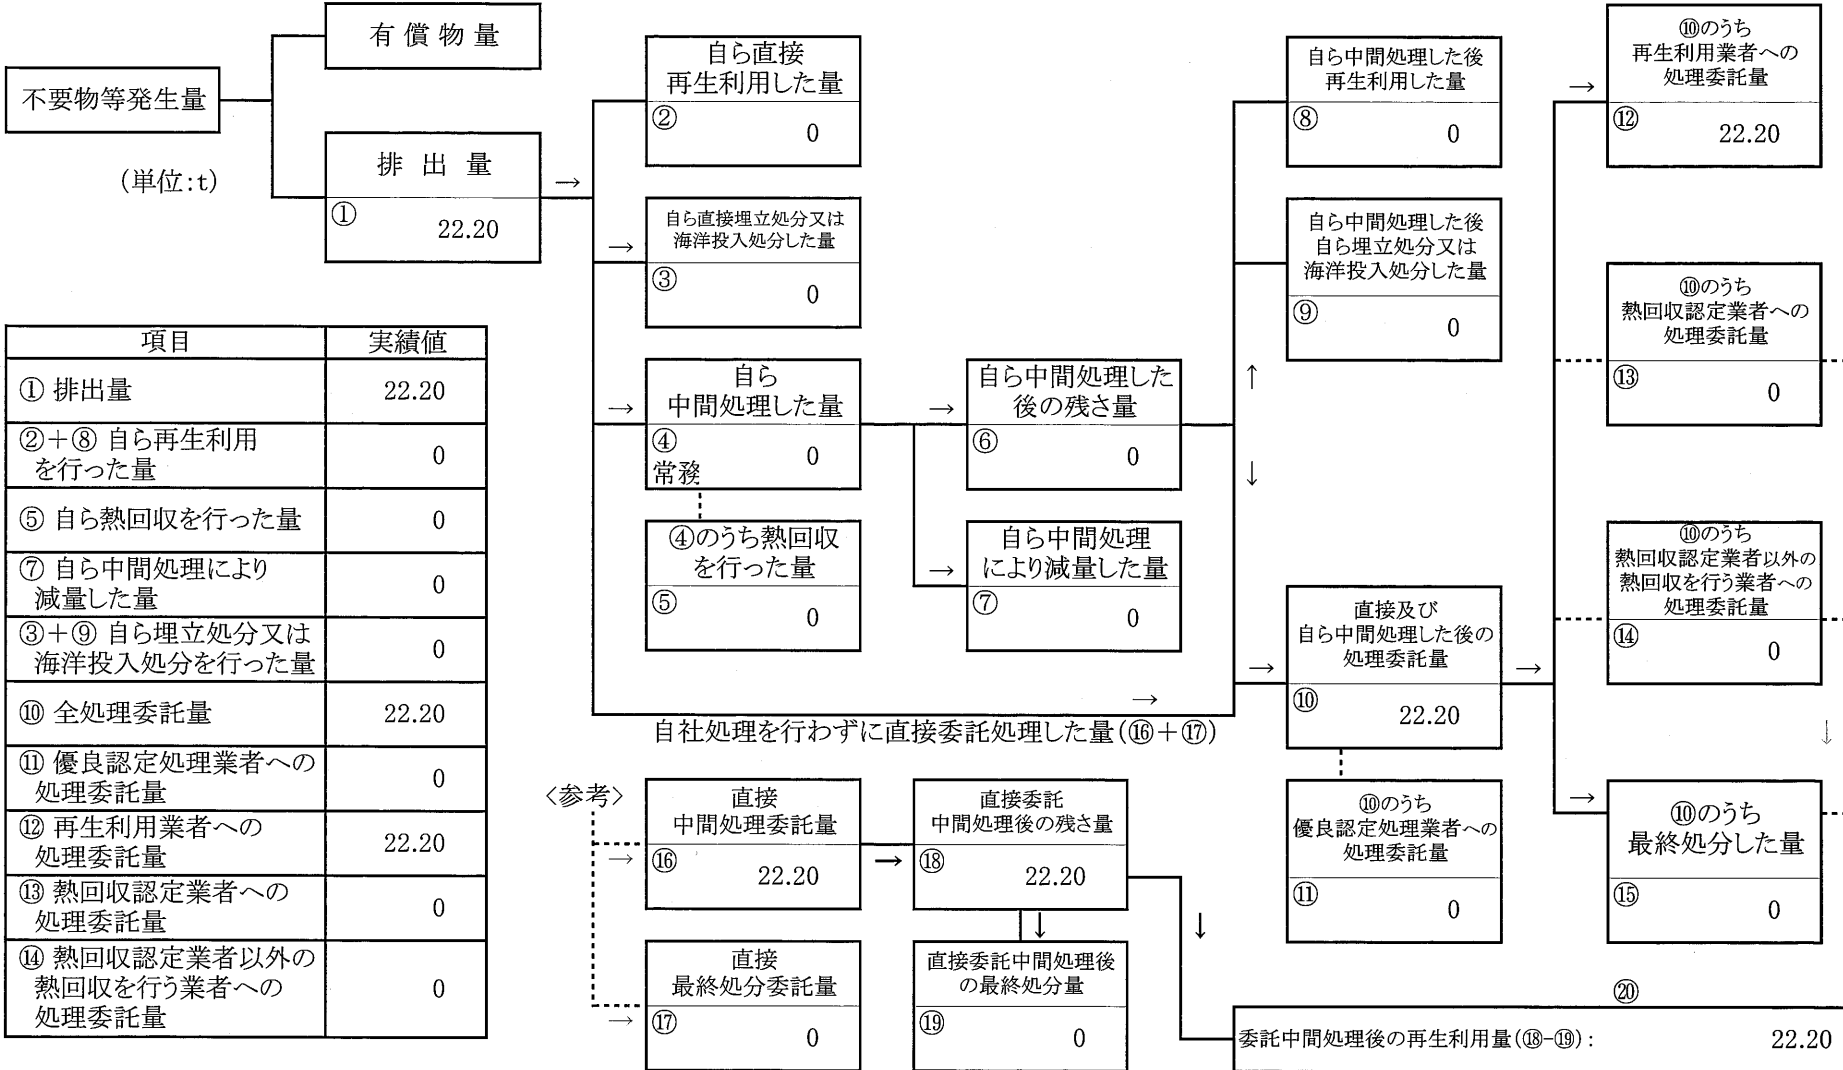 不要物等発生量
(単位:t)
有 償 物 量
排 出 量
①
22.20
→
自ら直接
再生利用した量
②
0
→
自ら直接埋立処分又は
海洋投入処分した量
③
0
→
自ら
中間処理した量
④
0
常務
④のうち熱回収
を行った量
⑤
0
→
自ら中間処理した
後の残さ量
⑥
0
→
自ら中間処理
により減量した量
⑦
0
→
自社処理を行わずに直接委託処理した量(⑯+⑰)
↑
↓
自ら中間処理した後
再生利用した量
⑧
0
自ら中間処理した後
自ら埋立処分又は
海洋投入処分した量
⑨
0
→
直接及び
自ら中間処理した後の
処理委託量
⑩
22.20
→
⑩のうち
優良認定処理業者への
処理委託量
⑪
0
→
⑩のうち
再生利用業者への
処理委託量
⑫
22.20
⑩のうち
熱回収認定業者への
処理委託量
⑬
0
⑩のうち
熱回収認定業者以外の
熱回収を行う業者への
処理委託量
⑭
0
↓
→
⑩のうち
最終処分した量
⑮
0
項目 実績値
① 排出量 22.20
②+⑧ 自ら再生利用
を行った量 0
⑤ 自ら熱回収を行った量 0
⑦ 自ら中間処理により
減量した量 0
③+⑨ 自ら埋立処分又は
海洋投入処分を行った量 0
⑩ 全処理委託量 22.20
⑪ 優良認定処理業者への
処理委託量 0
⑫ 再生利用業者への
処理委託量 22.20
⑬ 熱回収認定業者への
処理委託量 0
⑭ 熱回収認定業者以外の
熱回収を行う業者への
処理委託量 0
〈参考〉
→
直接
中間処理委託量
⑯
22.20
→
直接委託
中間処理後の残さ量
⑱
22.20
↓
↓
→
直接
最終処分委託量
⑰
0
直接委託中間処理後
の最終処分量
⑲
0
⑳
委託中間処理後の再生利用量(⑱-⑲): 22.20